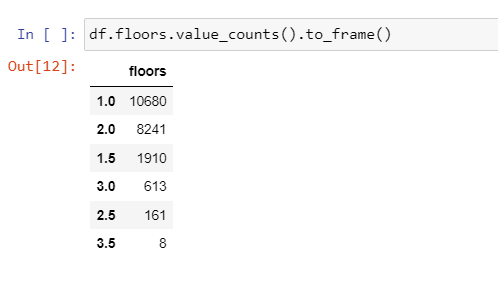 In [ ]: df.floors.value_counts().to_frame()
Out[12]:
floors
1.0 10680
2.0 8241
1.5 1910
3.0 613
2.5 161
3.5 8